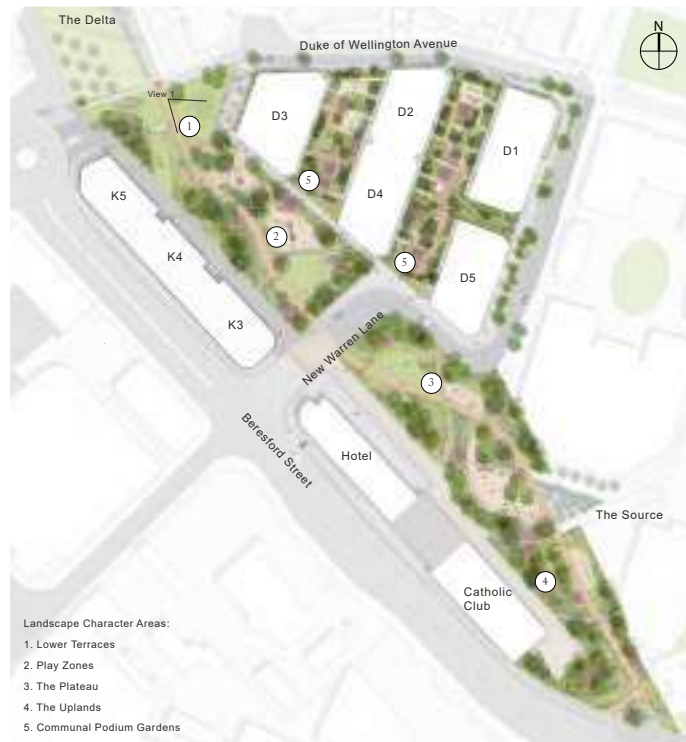 The Delta
N
Duke of Wellington Avenue
View 1
1
D3
D2
D1
5
K5
D4
2
K4
5
D5
K3
New Warren Lane
3
Beresford Street
Hotel
The Source
4
Catholic
Club
Landscape Character Areas:
1. Lower Terraces
2. Play Zones
3. The Plateau
4. The Uplands
5. Communal Podium Gardens